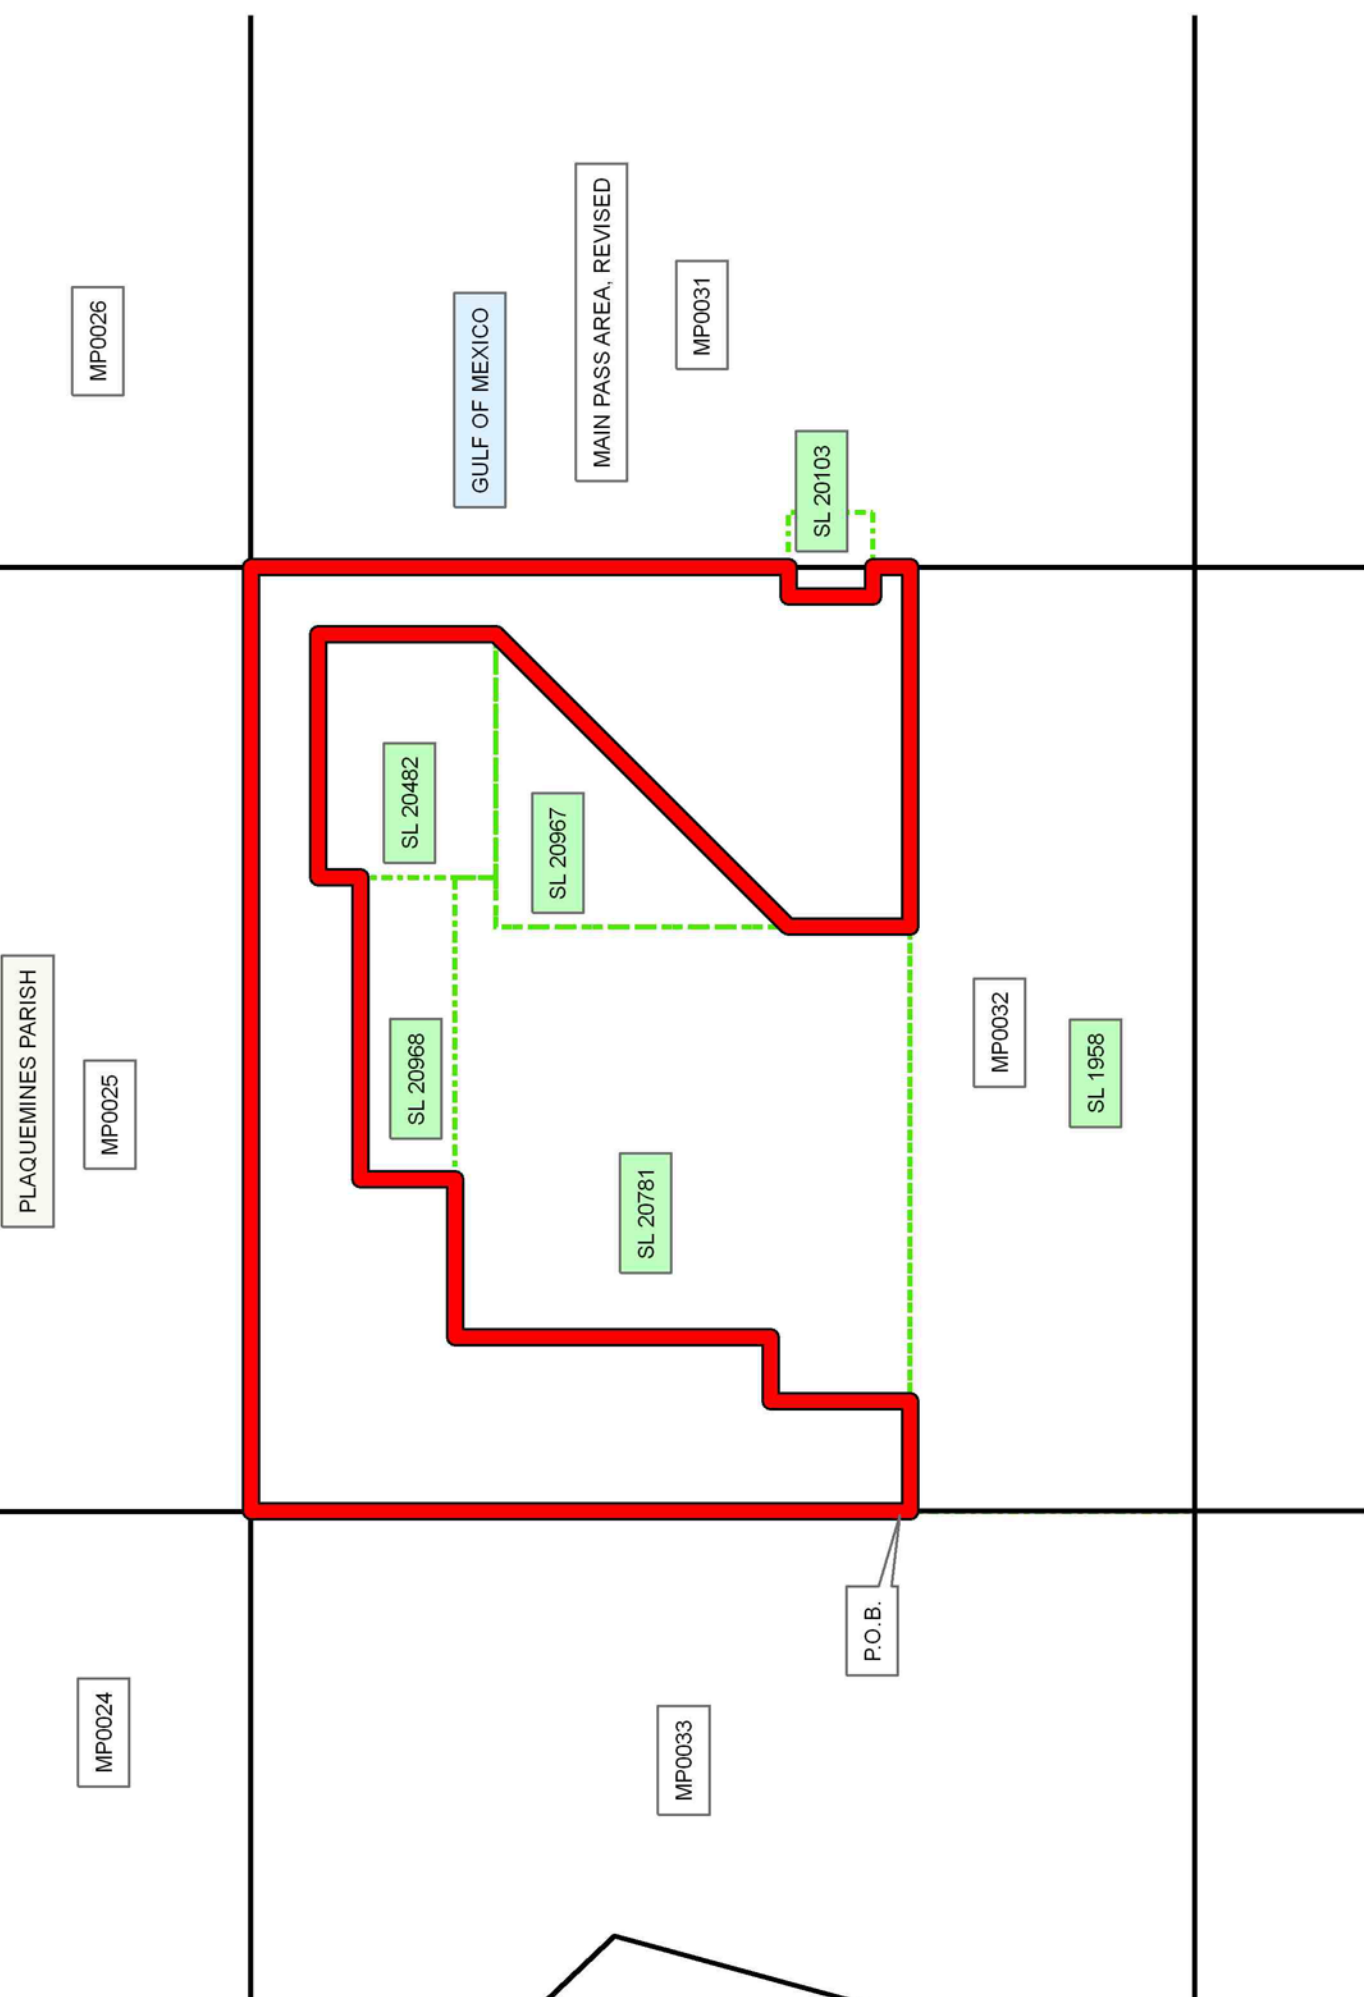 PLAQUEMINES PARISH
MP0024
MP0025
MP0026
SL 20968
SL 20482
GULF OF MEXICO
SL 20967
MAIN PASS AREA, REVISED
SL 20781
MP0033
MP0031
SL 20103
P.O.B.
MP0032
SL 1958